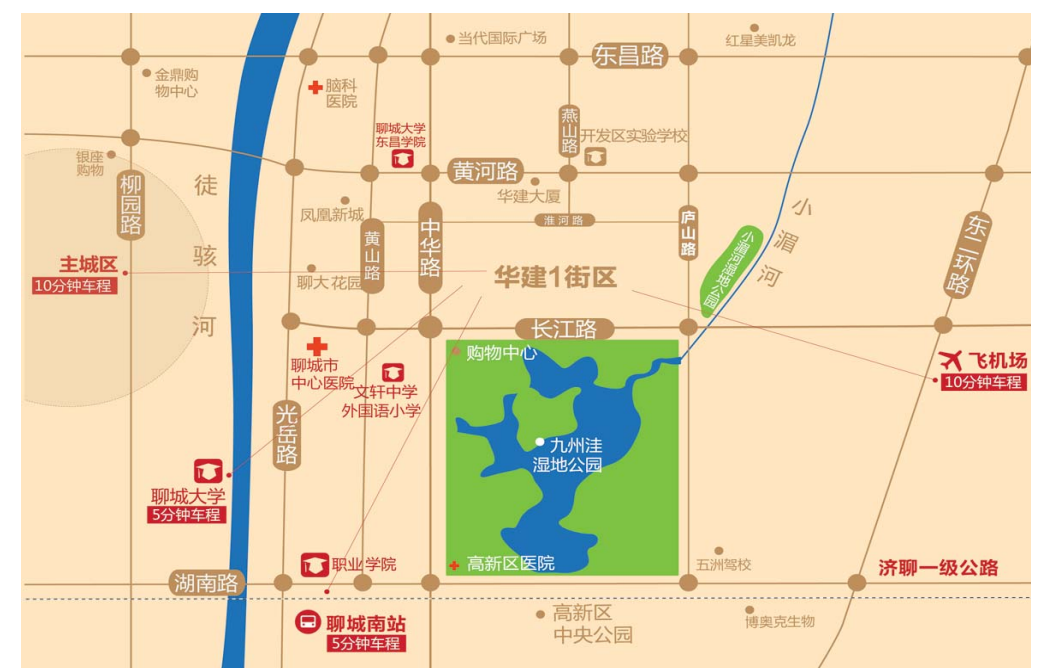 当代国际广场
红星美凯龙
东昌路
金鼎购
物中心
脑科
医院
燕山路
聊城大学
东昌学院
开发区实验学校
银座
购物
黄河路
柳园路
徒骇河
华建大厦
凤凰新城
淮河路
中华路
黄山路
庐山路
小湄河
东二环路
小湄河湿地公园
主城区
10分钟车程
聊大花园
华建1街区
长江路
购物中心
聊城市
中心医院
文轩中学
外国语小学
飞机场
10分钟车程
光岳路
九州洼
湿地公园
聊城大学
5分钟车程
职业学院
高新区医院
五洲驾校
济聊一级公路
湖南路
聊城南站
5分钟车程
高新区
中央公园
博奥克生物